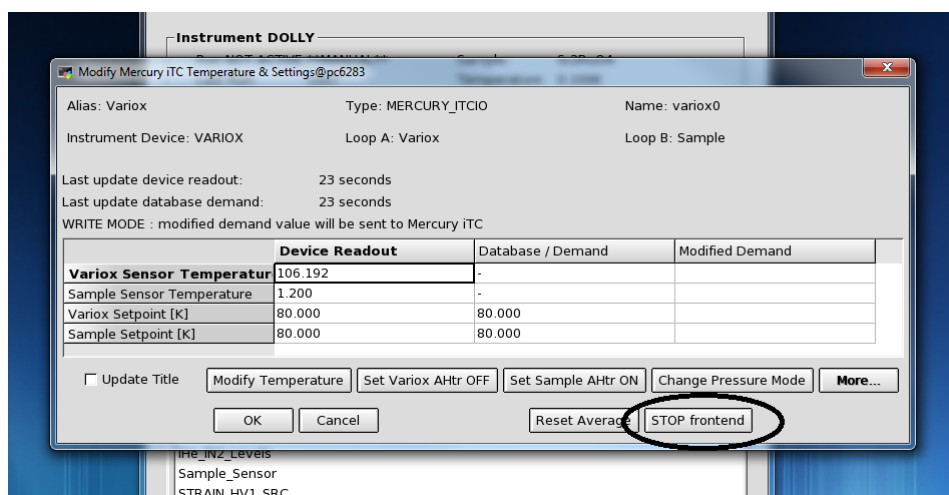 Instrument DOLLY
Modify Mercury iTC Temperature & Settings@pc6283
Alias: Variox Type: MERCURY_ITCIO Name: variox0
Instrument Device: VARIOX Loop A: Variox Loop B: Sample
Last update device readout: 23 seconds
Last update database demand: 23 seconds
WRITE MODE : modified demand value will be sent to Mercury iTC
Device Readout Database / Demand Modified Demand
Variox Sensor Temperatur 106.192 -
Sample Sensor Temperature 1.200 -
Variox Setpoint [K] 80.000 80.000
Sample Setpoint [K] 80.000 80.000
Update Title Modify Temperature Set Variox AHtr OFF Set Sample AHtr ON Change Pressure Mode More...
OK Cancel Reset Average STOP frontend
Sample_Sensor
STRAIN_HV1_SRC